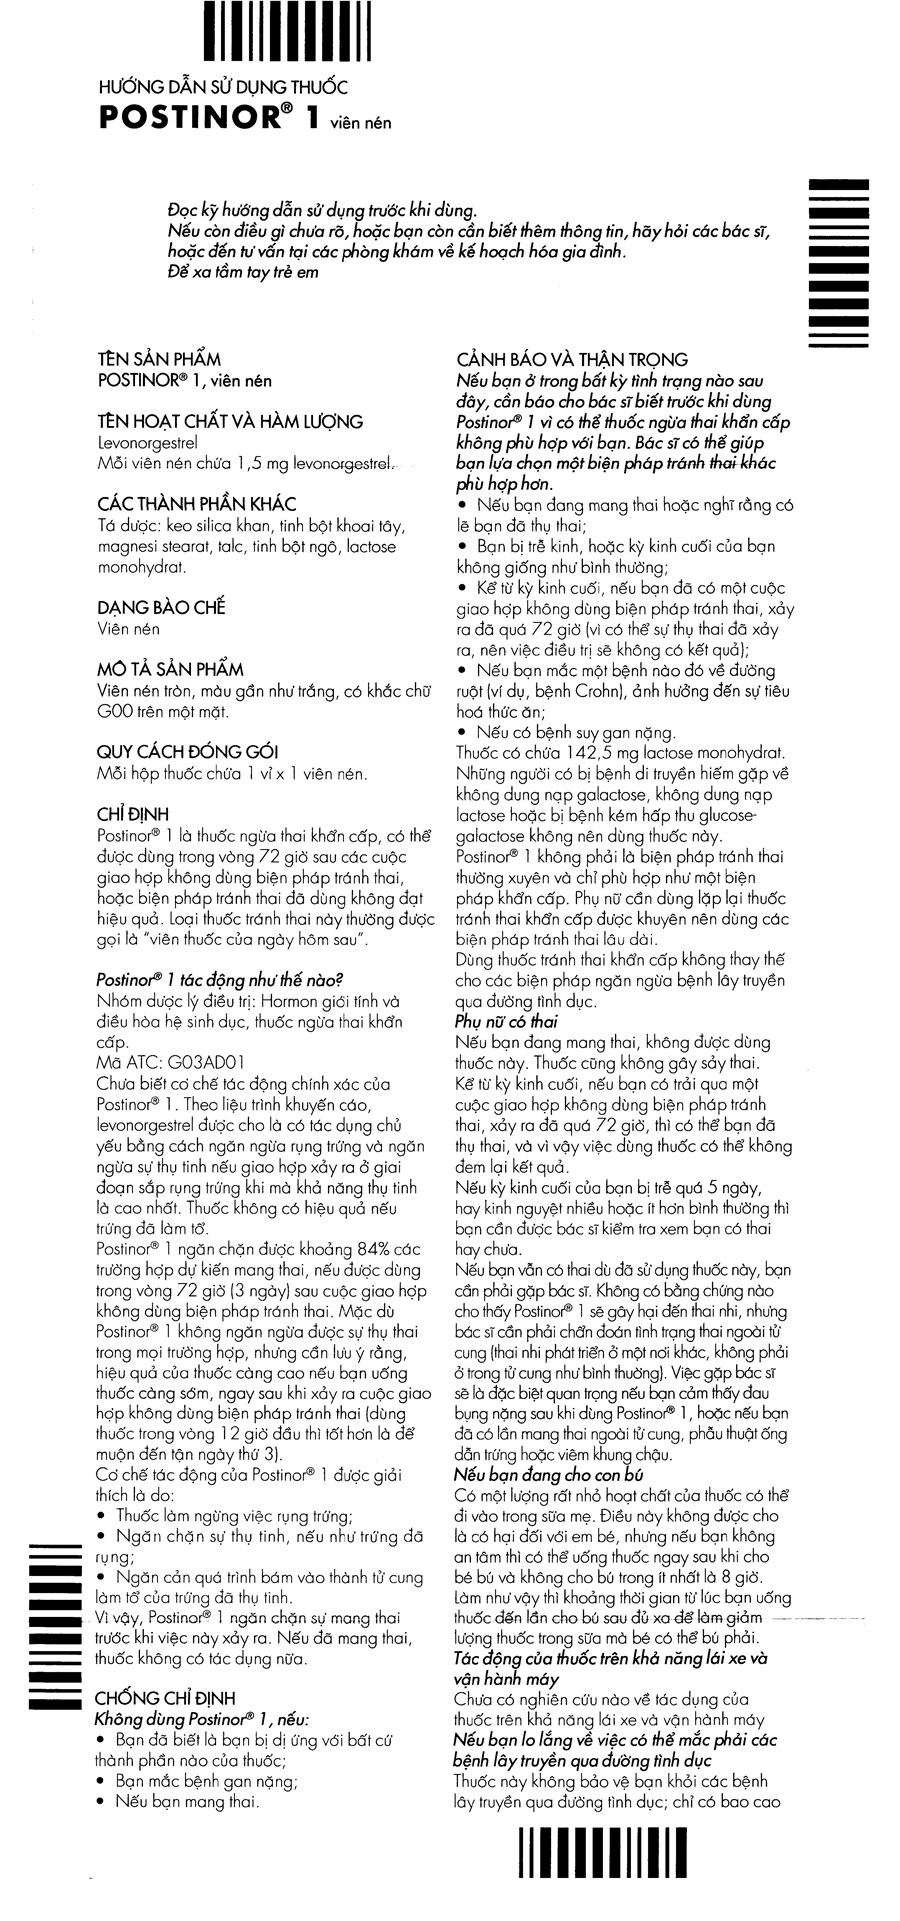 HƯỚNG DẪN SỬ DỤNG THUỐC
POSTINOR® 1 viên nén
Đọc kỹ hướng dẫn sử dụng trước khi dùng.
Nếu còn điều gì chưa rõ, hoặc bạn còn cần biết thêm thông tin, hãy hỏi các bác sĩ,
hoặc đến tư vấn tại các phòng khám về kế hoạch hóa gia đình.
Để xa tầm tay trẻ em
TÊN SẢN PHẨM
POSTINOR® 1, viên nén
TÊN HOẠT CHẤT VÀ HÀM LƯỢNG
Levonorgestrel
Mỗi viên nén chứa 1,5 mg levonorgestrel.
CÁC THÀNH PHẦN KHÁC
Tá dược: keo silica khan, tinh bột khoai tây,
magnesi stearat, talc, tinh bột ngô, lactose
monohydrat.
DẠNG BÀO CHẾ
Viên nén
MÔ TẢ SẢN PHẨM
Viên nén tròn, màu gần như trắng, có khắc chữ
G00 trên một mặt.
QUY CÁCH ĐÓNG GÓI
Mỗi hộp thuốc chứa 1 vỉ x 1 viên nén.
CHỈ ĐỊNH
Postinor® 1 là thuốc ngừa thai khẩn cấp, có thể
được dùng trong vòng 72 giờ sau các cuộc
giao hợp không dùng biện pháp tránh thai,
hoặc biện pháp tránh thai đã dùng không đạt
hiệu quả. Loại thuốc tránh thai này thường được
gọi là "viên thuốc của ngày hôm sau".
Postinor® 1 tác động như thế nào?
Nhóm dược lý điều trị: Hormon giới tính và
điều hòa hệ sinh dục, thuốc ngừa thai khẩn
cấp.
Mã ATC: G03AD01
Chưa biết cơ chế tác động chính xác của
Postinor® 1. Theo liệu trình khuyến cáo,
levonorgestrel được cho là có tác dụng chủ
yếu bằng cách ngăn ngừa rụng trứng và ngăn
ngừa sự thụ tinh nếu giao hợp xảy ra ở giai
đoạn sắp rụng trứng khi mà khả năng thụ tinh
là cao nhất. Thuốc không có hiệu quả nếu
trứng đã làm tổ.
Postinor® 1 ngăn chặn được khoảng 84% các
trường hợp dự kiến mang thai, nếu được dùng
trong vòng 72 giờ (3 ngày) sau cuộc giao hợp
không dùng biện pháp tránh thai. Mặc dù
Postinor® 1 không ngăn ngừa được sự thụ thai
trong mọi trường hợp, nhưng cần lưu ý rằng,
hiệu quả của thuốc càng cao nếu bạn uống
thuốc càng sớm, ngay sau khi xảy ra cuộc giao
hợp không dùng biện pháp tránh thai (dùng
thuốc trong vòng 12 giờ đầu thì tốt hơn là để
muộn đến tận ngày thứ 3).
Cơ chế tác động của Postinor® 1 được giải
thích là do:
• Thuốc làm ngừng việc rụng trứng;
• Ngăn chặn sự thụ tinh, nếu như trứng đã
rụng;
• Ngăn cản quá trình bám vào thành tử cung
làm tổ của trứng đã thụ tinh.
Vì vậy, Postinor® 1 ngăn chặn sự mang thai
trước khi việc này xảy ra. Nếu đã mang thai,
thuốc không có tác dụng nữa.
CHỐNG CHỈ ĐỊNH
Không dùng Postinor® 1, nếu:
• Bạn đã biết là bạn bị dị ứng với bất cứ
thành phần nào của thuốc;
• Bạn mắc bệnh gan nặng;
• Nếu bạn mang thai.
CẢNH BÁO VÀ THẬN TRỌNG
Nếu bạn ở trong bất kỳ tình trạng nào sau
đây, cần báo cho bác sĩ biết trước khi dùng
Postinor® 1 vì có thể thuốc ngừa thai khẩn cấp
không phù hợp với bạn. Bác sĩ có thể giúp
bạn lựa chọn một biện pháp tránh thai khác
phù hợp hơn.
• Nếu bạn đang mang thai hoặc nghĩ rằng có
lẽ bạn đã thụ thai;
• Bạn bị trễ kinh, hoặc kỳ kinh cuối của bạn
không giống như bình thường;
• Kể từ kỳ kinh cuối, nếu bạn đã có một cuộc
giao hợp không dùng biện pháp tránh thai, xảy
ra đã quá 72 giờ (vì có thể sự thụ thai đã xảy
ra, nên việc điều trị sẽ không có kết quả);
• Nếu bạn mắc một bệnh nào đó về đường
ruột (ví dụ, bệnh Crohn), ảnh hưởng đến sự tiêu
hoá thức ăn;
• Nếu có bệnh suy gan nặng.
Thuốc có chứa 142,5 mg lactose monohydrat.
Những người có bị bệnh di truyền hiếm gặp về
không dung nạp galactose, không dung nạp
lactose hoặc bị bệnh kém hấp thu glucose-
galactose không nên dùng thuốc này.
Postinor® 1 không phải là biện pháp tránh thai
thường xuyên và chỉ phù hợp như một biện
pháp khẩn cấp. Phụ nữ cần dùng lặp lại thuốc
tránh thai khẩn cấp được khuyên nên dùng các
biện pháp tránh thai lâu dài.
Dùng thuốc tránh thai khẩn cấp không thay thế
cho các biện pháp ngăn ngừa bệnh lây truyền
qua đường tình dục.
Phụ nữ có thai
Nếu bạn đang mang thai, không được dùng
thuốc này. Thuốc cũng không gây sảy thai.
Kể từ kỳ kinh cuối, nếu bạn có trải qua một
cuộc giao hợp không dùng biện pháp tránh
thai, xảy ra đã quá 72 giờ, thì có thể bạn đã
thụ thai, và vì vậy việc dùng thuốc có thể không
đem lại kết quả.
Nếu kỳ kinh cuối của bạn bị trễ quá 5 ngày,
hay kinh nguyệt nhiều hoặc ít hơn bình thường thì
bạn cần được bác sĩ kiểm tra xem bạn có thai
hay chưa.
Nếu bạn vẫn có thai dù đã sử dụng thuốc này, bạn
cần phải gặp bác sĩ. Không có bằng chứng nào
cho thấy Postinor® 1 sẽ gây hại đến thai nhi, nhưng
bác sĩ cần phải chẩn đoán tình trạng thai ngoài tử
cung (thai nhi phát triển ở một nơi khác, không phải
ở trong tử cung như bình thường). Việc gặp bác sĩ
sẽ là đặc biệt quan trọng nếu bạn cảm thấy đau
bụng nặng sau khi dùng Postinor® 1, hoặc nếu bạn
đã có lần mang thai ngoài tử cung, phẫu thuật ống
dẫn trứng hoặc viêm khung chậu.
Nếu bạn đang cho con bú
Có một lượng rất nhỏ hoạt chất của thuốc có thể
đi vào trong sữa mẹ. Điều này không được cho
là có hại đối với em bé, nhưng nếu bạn không
an tâm thì có thể uống thuốc ngay sau khi cho
bé bú và không cho bú trong ít nhất là 8 giờ.
Làm như vậy thì khoảng thời gian từ lúc bạn uống
thuốc đến lần cho bú sau đủ xa để làm giảm
lượng thuốc trong sữa mà bé có thể bú phải.
Tác động của thuốc trên khả năng lái xe và
vận hành máy
Chưa có nghiên cứu nào về tác dụng của
thuốc trên khả năng lái xe và vận hành máy
Nếu bạn lo lắng về việc có thể mắc phải các
bệnh lây truyền qua đường tình dục
Thuốc này không bảo vệ bạn khỏi các bệnh
lây truyền qua đường tình dục; chỉ có bao cao